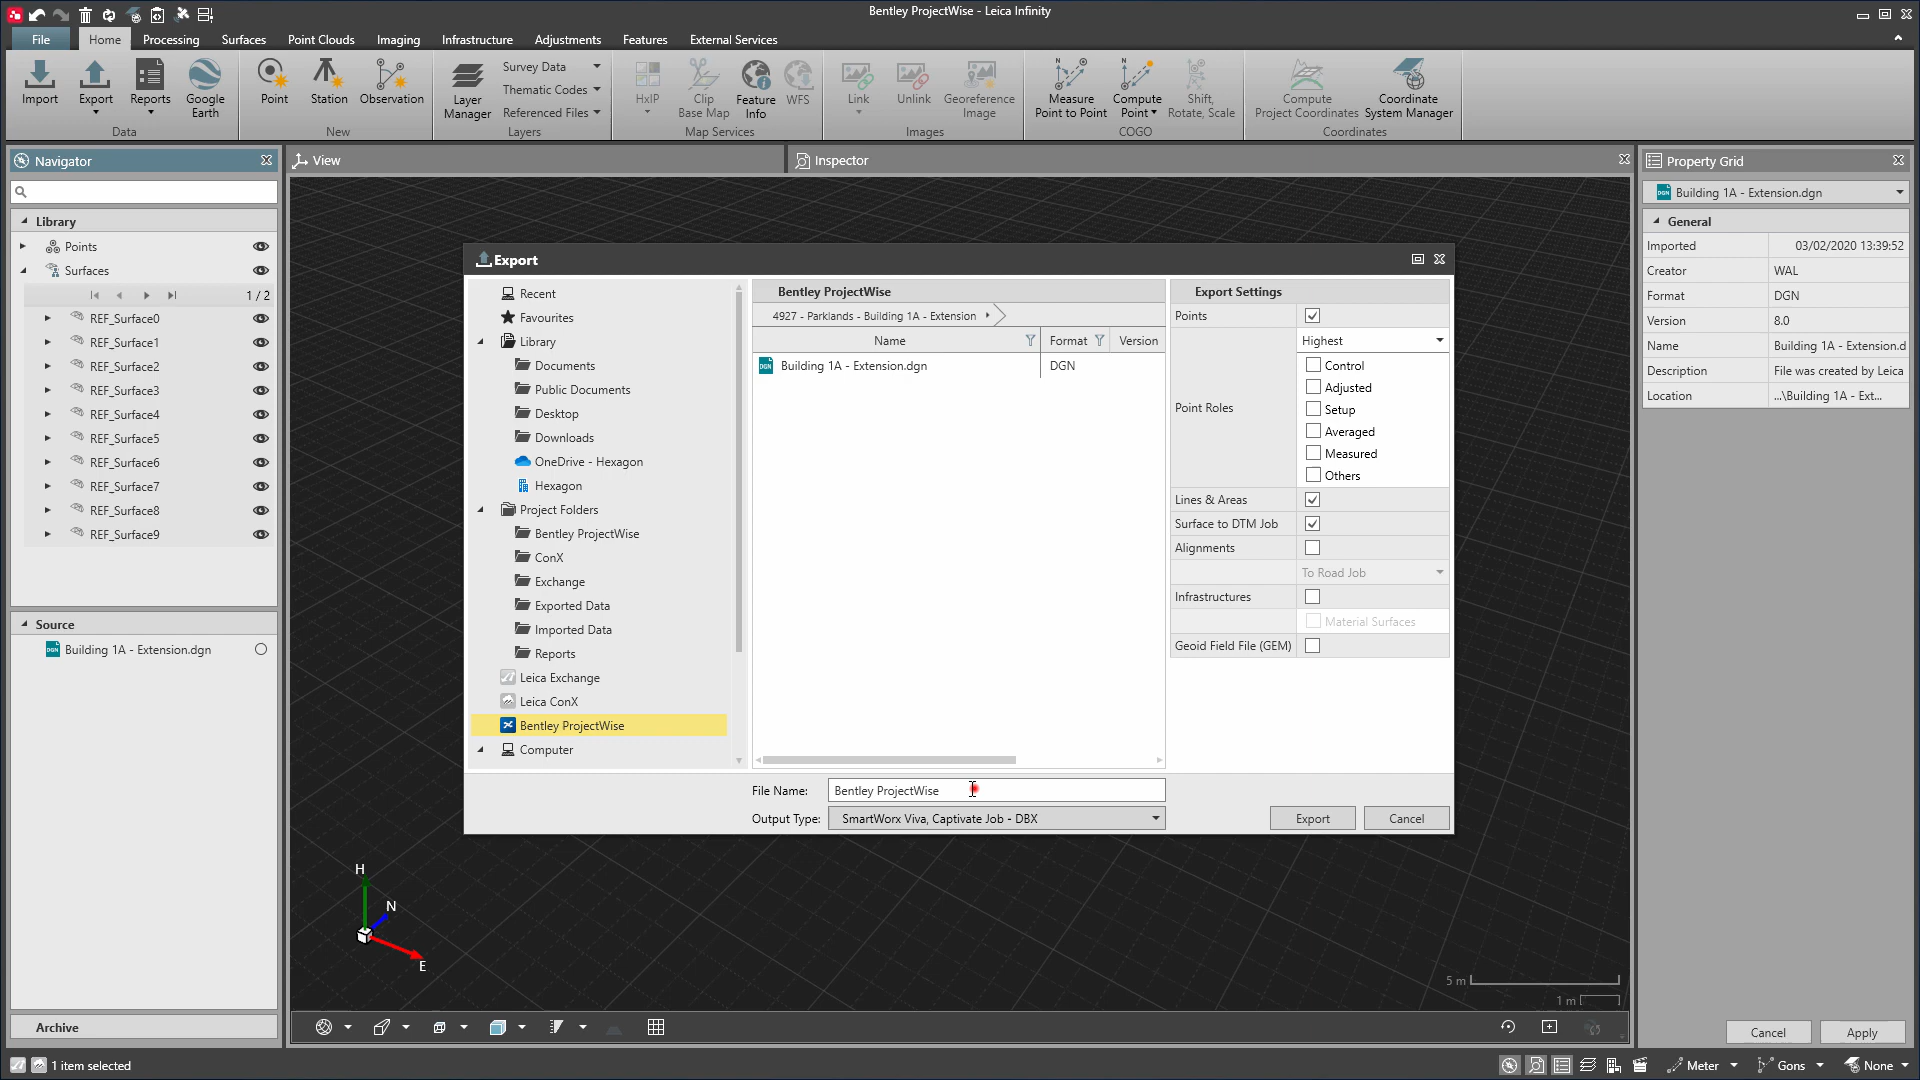 Bentley ProjectWise - Leica Infinity
File Home Processing Surfaces Point Clouds Imaging Infrastructure Adjustments Features External Services
Import Export Reports Google Earth
Data
Point Station Observation
New
Layer Manager
Survey Data
Thematic Codes
Referenced Files
Layers
HxIP Clip Base Map Feature Info WFS
Map Services
Link Unlink Georeference Image
Images
Measure Point to Point Compute Point Shift, Rotate, Scale
COGO
Compute Project Coordinates Coordinate System Manager
Coordinates
Navigator
Library
Points
Surfaces
1 / 2
REF_Surface0
REF_Surface1
REF_Surface2
REF_Surface3
REF_Surface4
REF_Surface5
REF_Surface6
REF_Surface7
REF_Surface8
REF_Surface9
Source
DGN Building 1A - Extension.dgn
Archive
View
Inspector
Export
Recent
Favourites
Library
Documents
Public Documents
Desktop
Downloads
OneDrive - Hexagon
Hexagon
Project Folders
Bentley ProjectWise
ConX
Exchange
Exported Data
Imported Data
Reports
Leica Exchange
Leica ConX
Bentley ProjectWise
Computer
Bentley ProjectWise
4927 - Parklands - Building 1A - Extension
Name Format Version
DGN Building 1A - Extension.dgn DGN
Export Settings
Points
Highest
Point Roles
Control
Adjusted
Setup
Averaged
Measured
Others
Lines & Areas
Surface to DTM Job
Alignments
To Road Job
Infrastructures
Material Surfaces
Geoid Field File (GEM)
File Name: Bentley ProjectWise
Output Type: SmartWorx Viva, Captivate Job - DBX
Export Cancel
H
N
E
5 m
1 m
Property Grid
DGN Building 1A - Extension.dgn
General
Imported 03/02/2020 13:39:52
Creator WAL
Format DGN
Version 8.0
Name Building 1A - Extension.d
Description File was created by Leica
Location ...\Building 1A - Ext...
Cancel Apply
1 item selected
Meter Gons None